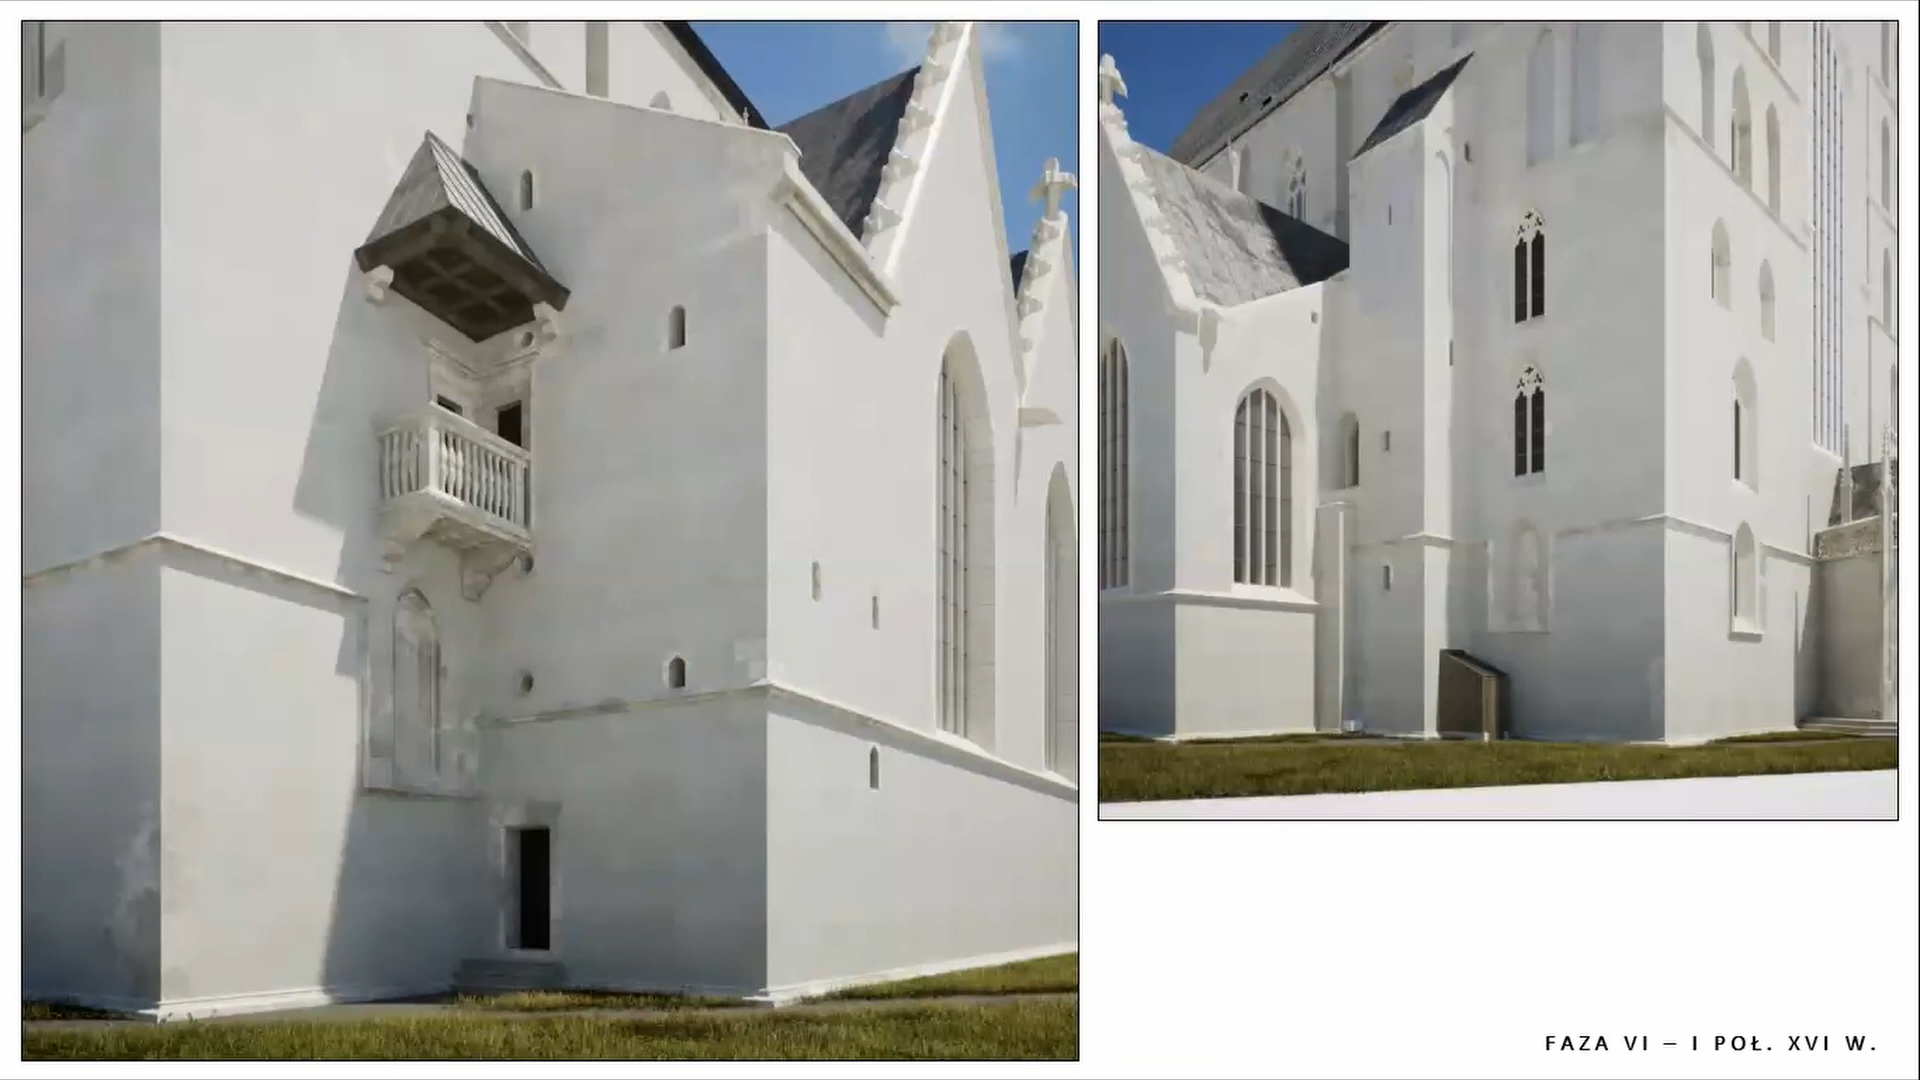 FAZA VI – I POŁ. XVI W.